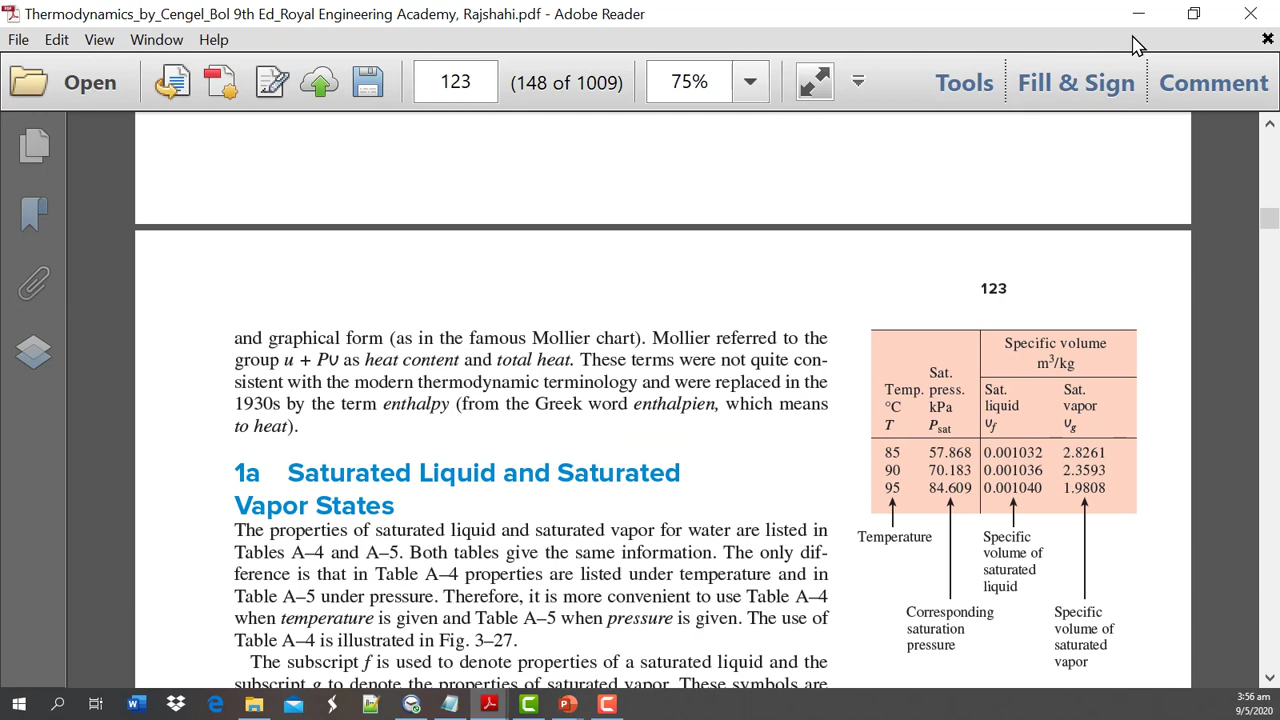 Thermodynamics_by_Cengel_Bol 9th Ed_Royal Engineering Academy, Rajshahi.pdf - Adobe Reader
File Edit View Window Help
Open 123 (148 of 1009) 75% Tools Fill & Sign Comment
123
and graphical form (as in the famous Mollier chart). Mollier referred to the
group u + Pυ as heat content and total heat. These terms were not quite con-
sistent with the modern thermodynamic terminology and were replaced in the
1930s by the term enthalpy (from the Greek word enthalpien, which means
to heat).
1a Saturated Liquid and Saturated
Vapor States
The properties of saturated liquid and saturated vapor for water are listed in
Tables A–4 and A–5. Both tables give the same information. The only dif-
ference is that in Table A–4 properties are listed under temperature and in
Table A–5 under pressure. Therefore, it is more convenient to use Table A–4
when temperature is given and Table A–5 when pressure is given. The use of
Table A–4 is illustrated in Fig. 3–27.
The subscript f is used to denote properties of a saturated liquid and the
subscript g to denote the properties of saturated vapor. These symbols are
Specific volume
m³/kg
Sat.
Temp. press. Sat. Sat.
°C kPa liquid vapor
T Psat υf υg
85 57.868 0.001032 2.8261
90 70.183 0.001036 2.3593
95 84.609 0.001040 1.9808
Temperature
Specific
volume of
saturated
liquid
Corresponding
saturation
pressure
Specific
volume of
saturated
vapor
3:56 am
9/5/2020